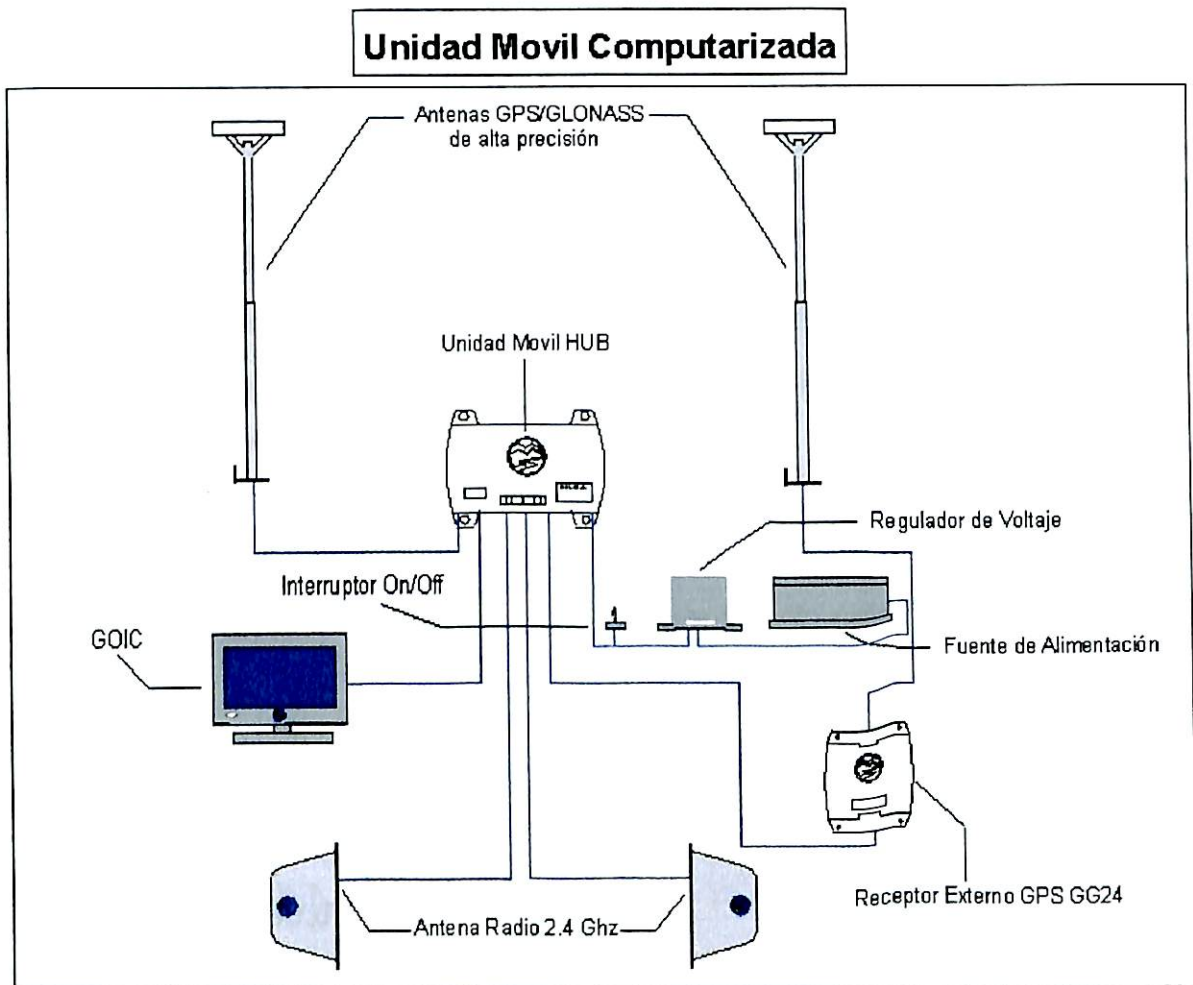 Unidad Movil Computarizada
Antenas GPS/GLONASS
de alta precisión
Unidad Movil HUB
Regulador de Voltaje
Interruptor On/Off
GOIC
Fuente de Alimentación
Receptor Externo GPS GG24
Antena Radio 2.4 Ghz